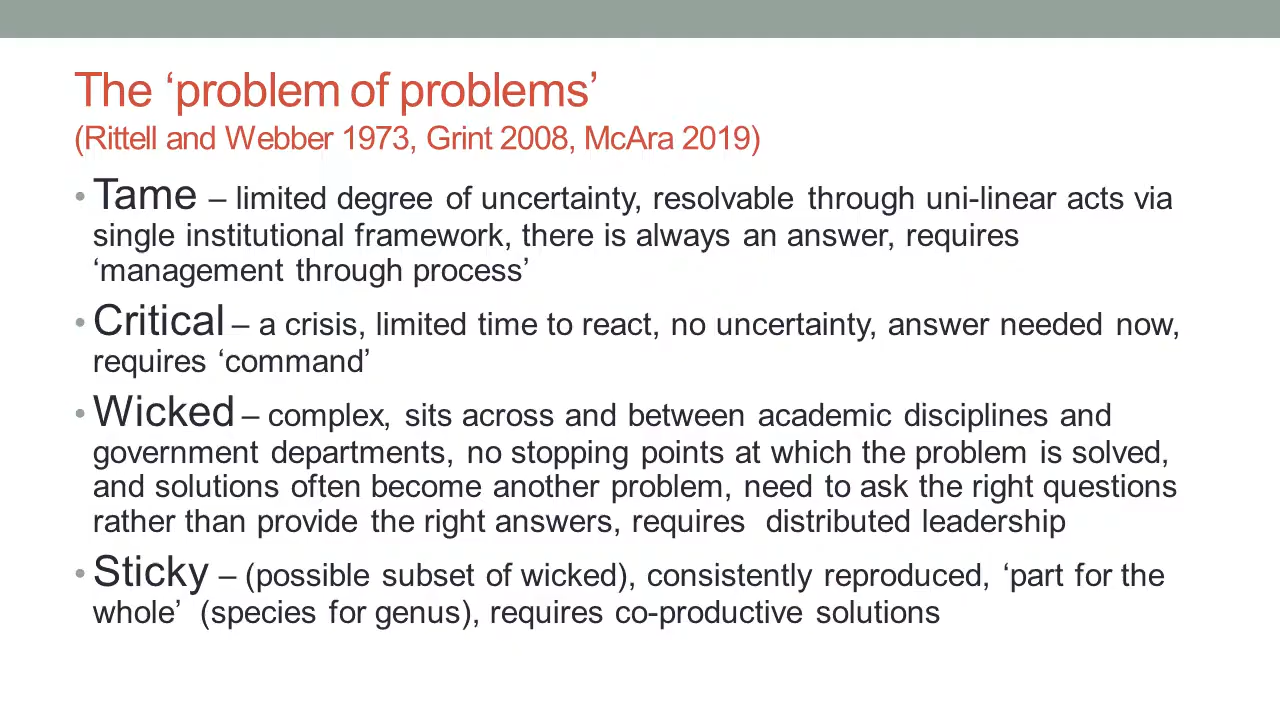 The ‘problem of problems’
(Rittell and Webber 1973, Grint 2008, McAra 2019)
• Tame – limited degree of uncertainty, resolvable through uni-linear acts via
single institutional framework, there is always an answer, requires
‘management through process’
• Critical – a crisis, limited time to react, no uncertainty, answer needed now,
requires ‘command’
• Wicked – complex, sits across and between academic disciplines and
government departments, no stopping points at which the problem is solved,
and solutions often become another problem, need to ask the right questions
rather than provide the right answers, requires  distributed leadership
• Sticky – (possible subset of wicked), consistently reproduced, ‘part for the
whole’  (species for genus), requires co-productive solutions